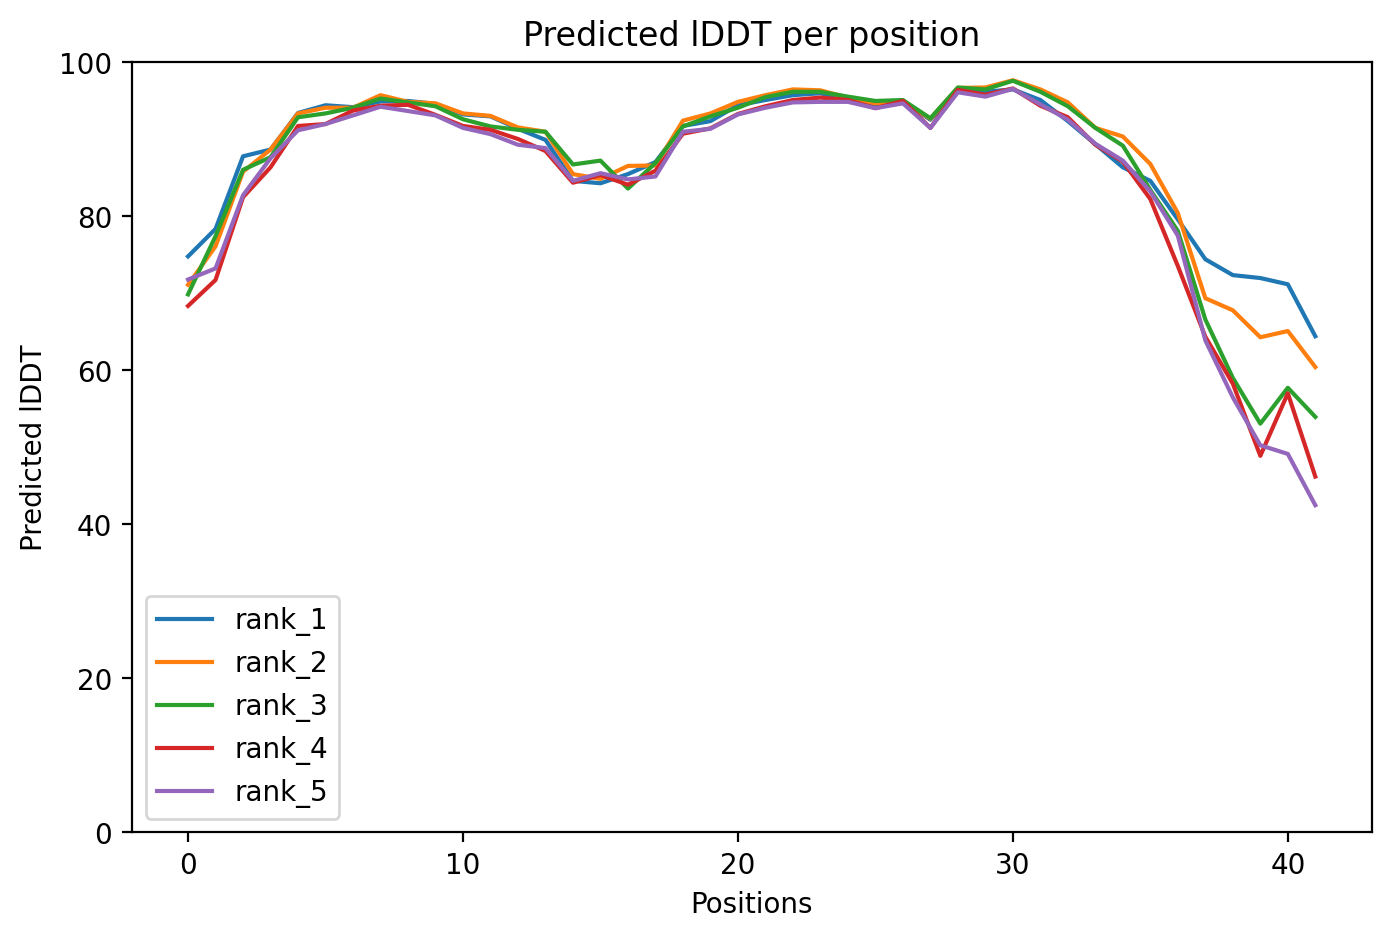 Predicted lDDT per position
100
80
60
40
20
0
Predicted lDDT
rank_1
rank_2
rank_3
rank_4
rank_5
0 10 20 30 40
Positions